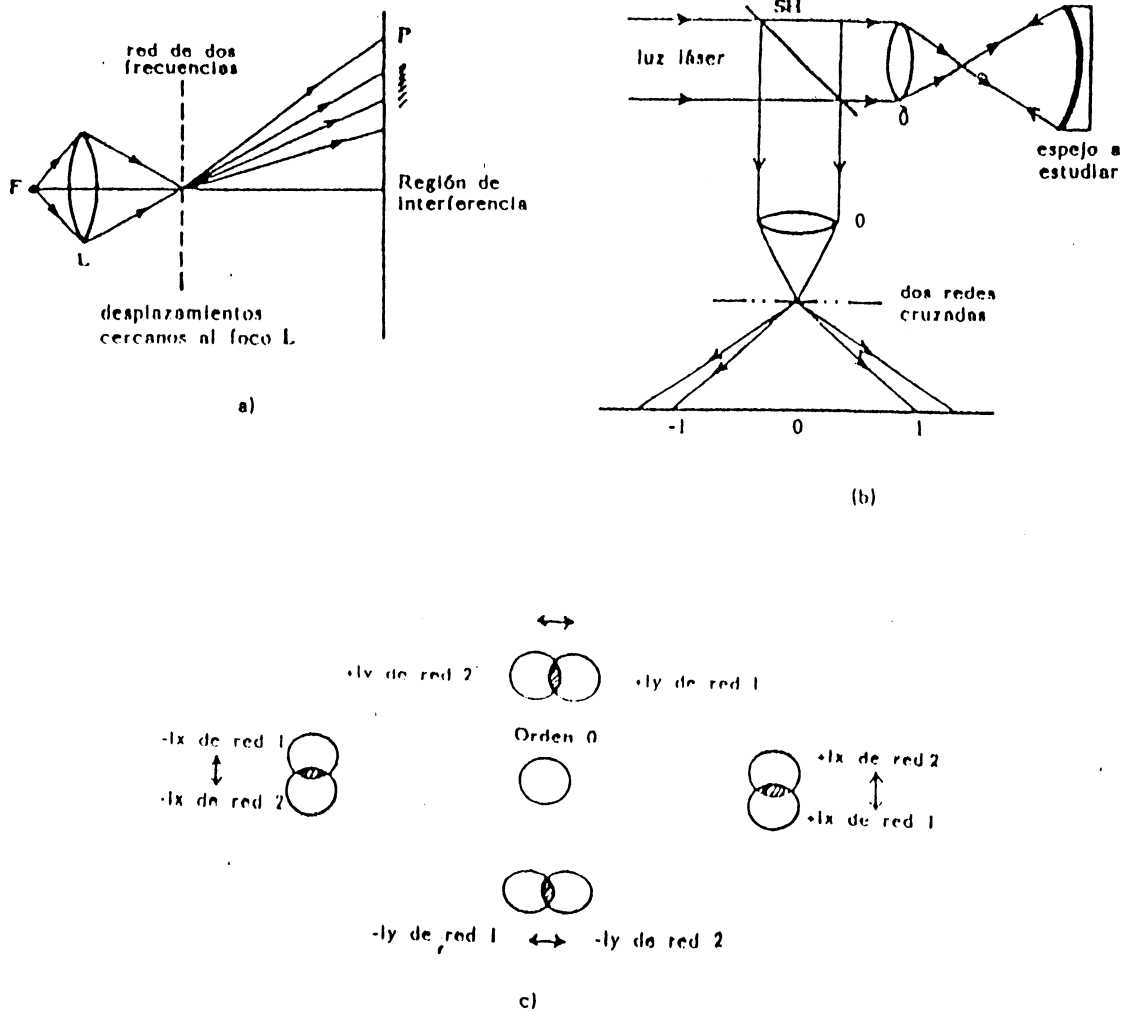 red de dos
frecuencias
P
F
L
Región de
interferencia
desplazamientos
cercanos al foco L
a)
SH
luz láser
O
espejo a
estudiar
O
dos redes
cruzadas
-1
0
1
(b)
+ly de red 2
+ly de red 1
Orden 0
-lx de red 1
-lx de red 2
+lx de red 2
+lx de red 1
-ly de red 1
-ly de red 2
c)